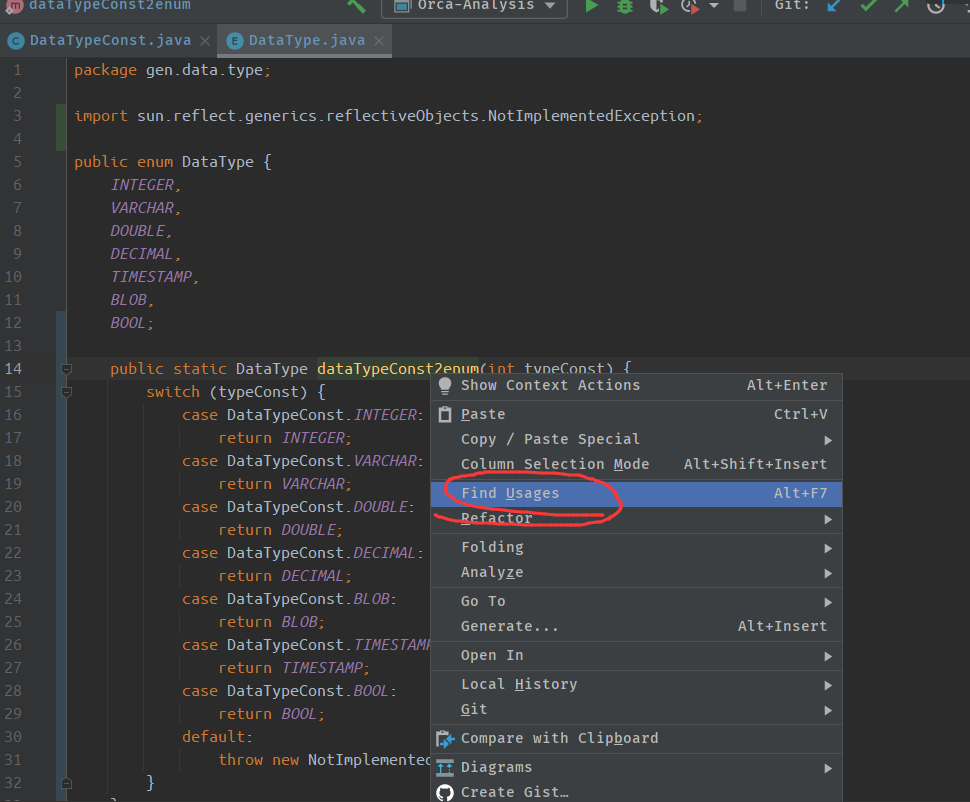 dataTypeConst2enum
Orca-Analysis
Git:
DataTypeConst.java
DataType.java
1 package gen.data.type;
2
3 import sun.reflect.generics.reflectiveObjects.NotImplementedException;
4
5 public enum DataType {
6 INTEGER,
7 VARCHAR,
8 DOUBLE,
9 DECIMAL,
10 TIMESTAMP,
11 BLOB,
12 BOOL;
13
14 public static DataType dataTypeConst2enum(int typeConst) {
15 switch (typeConst) {
16 case DataTypeConst.INTEGER:
17 return INTEGER;
18 case DataTypeConst.VARCHAR:
19 return VARCHAR;
20 case DataTypeConst.DOUBLE:
21 return DOUBLE;
22 case DataTypeConst.DECIMAL:
23 return DECIMAL;
24 case DataTypeConst.BLOB:
25 return BLOB;
26 case DataTypeConst.TIMESTAMP
27 return TIMESTAMP;
28 case DataTypeConst.BOOL:
29 return BOOL;
30 default:
31 throw new NotImplemented
32 }
Show Context Actions Alt+Enter
Paste Ctrl+V
Copy / Paste Special
Column Selection Mode Alt+Shift+Insert
Find Usages Alt+F7
Refactor
Folding
Analyze
Go To
Generate... Alt+Insert
Open In
Local History
Git
Compare with Clipboard
Diagrams
Create Gist…